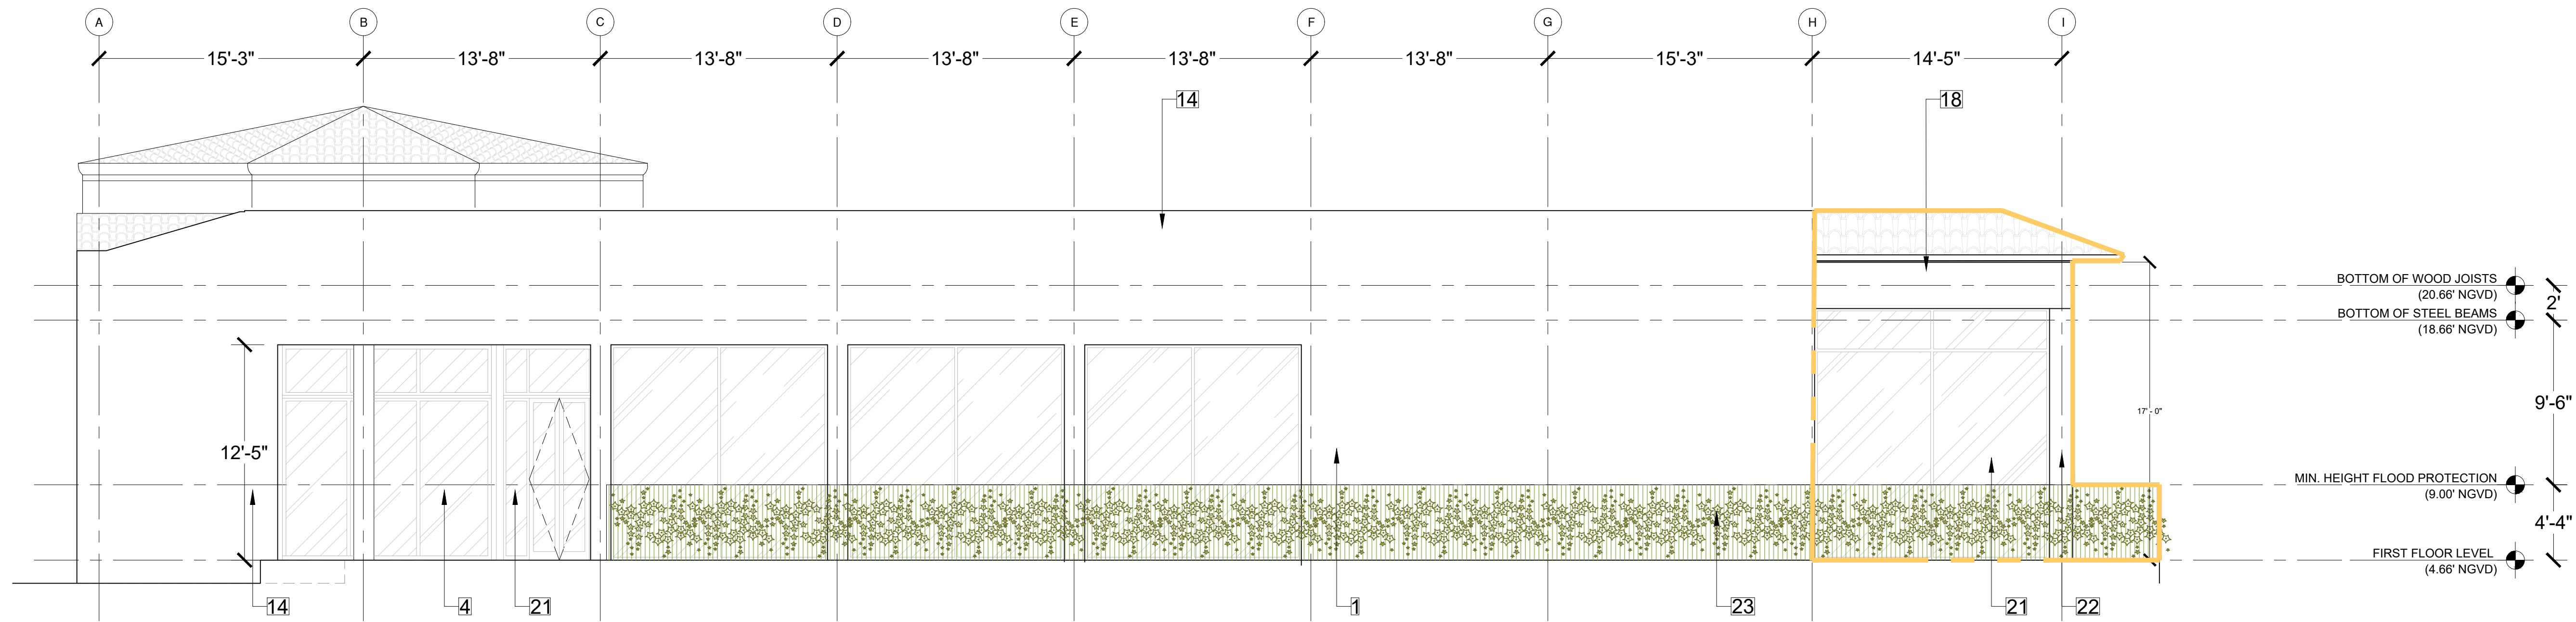 A B C D E F G H I
15'-3" 13'-8" 13'-8" 13'-8" 13'-8" 13'-8" 15'-3" 14'-5"
14 18
BOTTOM OF WOOD JOISTS
(20.66' NGVD)
2'
BOTTOM OF STEEL BEAMS
(18.66' NGVD)
9'-6"
17' - 0"
12'-5"
MIN. HEIGHT FLOOD PROTECTION
(9.00' NGVD)
4'-4"
FIRST FLOOR LEVEL
(4.66' NGVD)
14 4 21 1 23 21 22